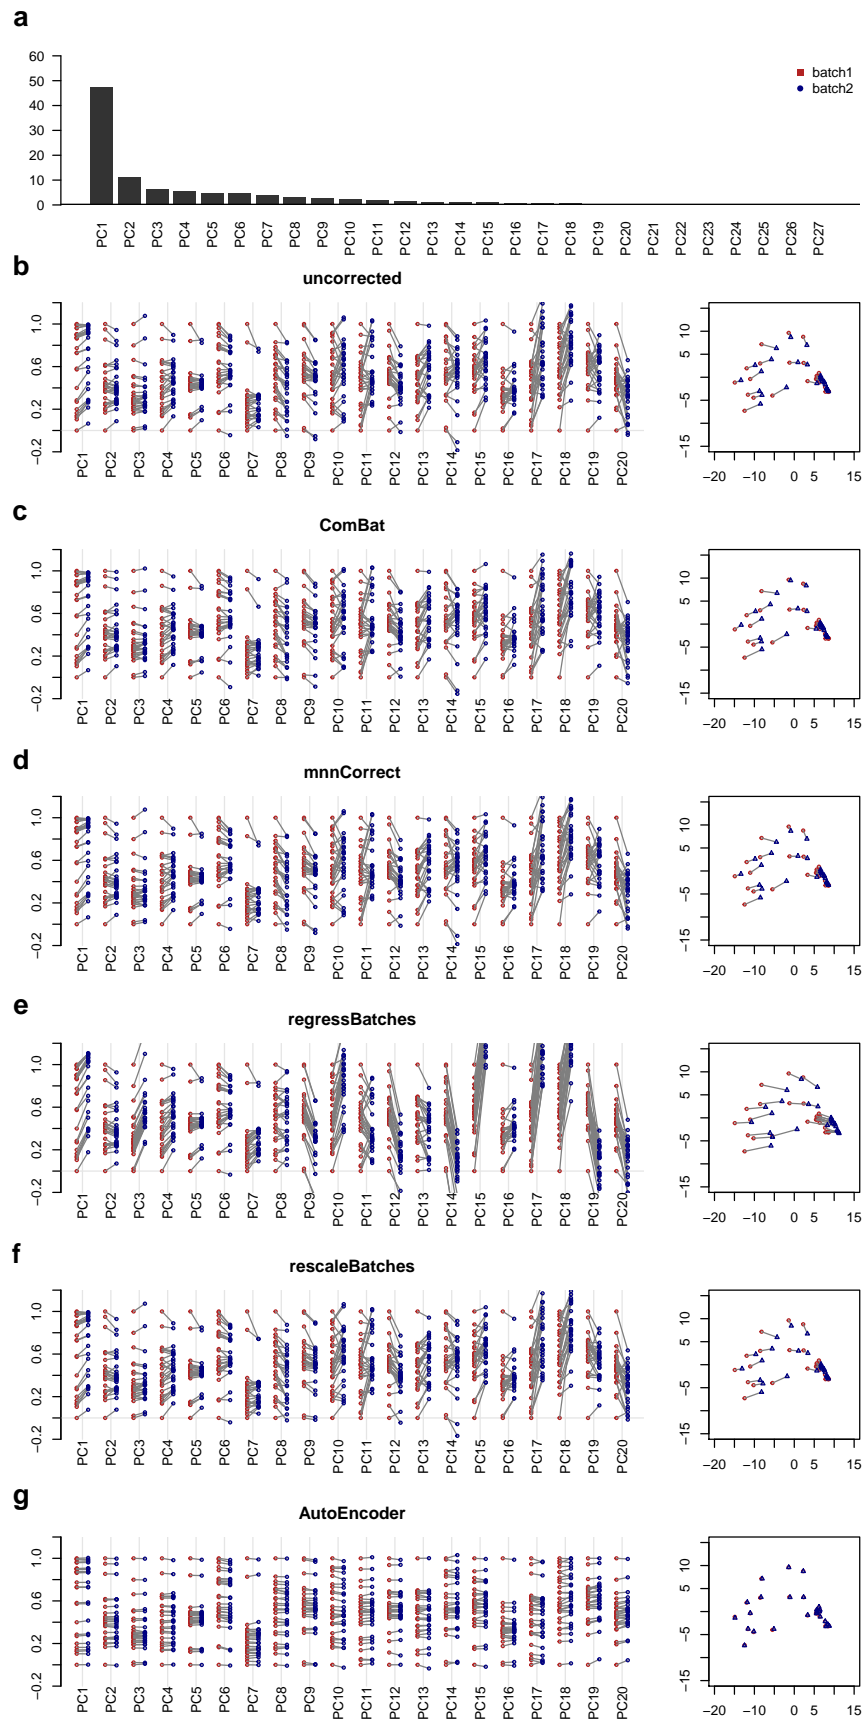 a
60
50
40
30
20
10
0
batch1
batch2
PC1 PC2 PC3 PC4 PC5 PC6 PC7 PC8 PC9 PC10 PC11 PC12 PC13 PC14 PC15 PC16 PC17 PC18 PC19 PC20 PC21 PC22 PC23 PC24 PC25 PC26 PC27
b
uncorrected
1.0
0.6
0.2
−0.2
PC1 PC2 PC3 PC4 PC5 PC6 PC7 PC8 PC9 PC10 PC11 PC12 PC13 PC14 PC15 PC16 PC17 PC18 PC19 PC20
10
5
−5
−15
−20 −10 0 5 15
c
ComBat
1.0
0.6
0.2
−0.2
PC1 PC2 PC3 PC4 PC5 PC6 PC7 PC8 PC9 PC10 PC11 PC12 PC13 PC14 PC15 PC16 PC17 PC18 PC19 PC20
10
5
−5
−15
−20 −10 0 5 15
d
mnnCorrect
1.0
0.6
0.2
−0.2
PC1 PC2 PC3 PC4 PC5 PC6 PC7 PC8 PC9 PC10 PC11 PC12 PC13 PC14 PC15 PC16 PC17 PC18 PC19 PC20
10
5
−5
−15
−20 −10 0 5 15
e
regressBatches
1.0
0.6
0.2
−0.2
PC1 PC2 PC3 PC4 PC5 PC6 PC7 PC8 PC9 PC10 PC11 PC12 PC13 PC14 PC15 PC16 PC17 PC18 PC19 PC20
10
5
−5
−15
−20 −10 0 5 15
f
rescaleBatches
1.0
0.6
0.2
−0.2
PC1 PC2 PC3 PC4 PC5 PC6 PC7 PC8 PC9 PC10 PC11 PC12 PC13 PC14 PC15 PC16 PC17 PC18 PC19 PC20
10
5
−5
−15
−20 −10 0 5 15
g
AutoEncoder
1.0
0.6
0.2
−0.2
PC1 PC2 PC3 PC4 PC5 PC6 PC7 PC8 PC9 PC10 PC11 PC12 PC13 PC14 PC15 PC16 PC17 PC18 PC19 PC20
10
5
−5
−15
−20 −10 0 5 15